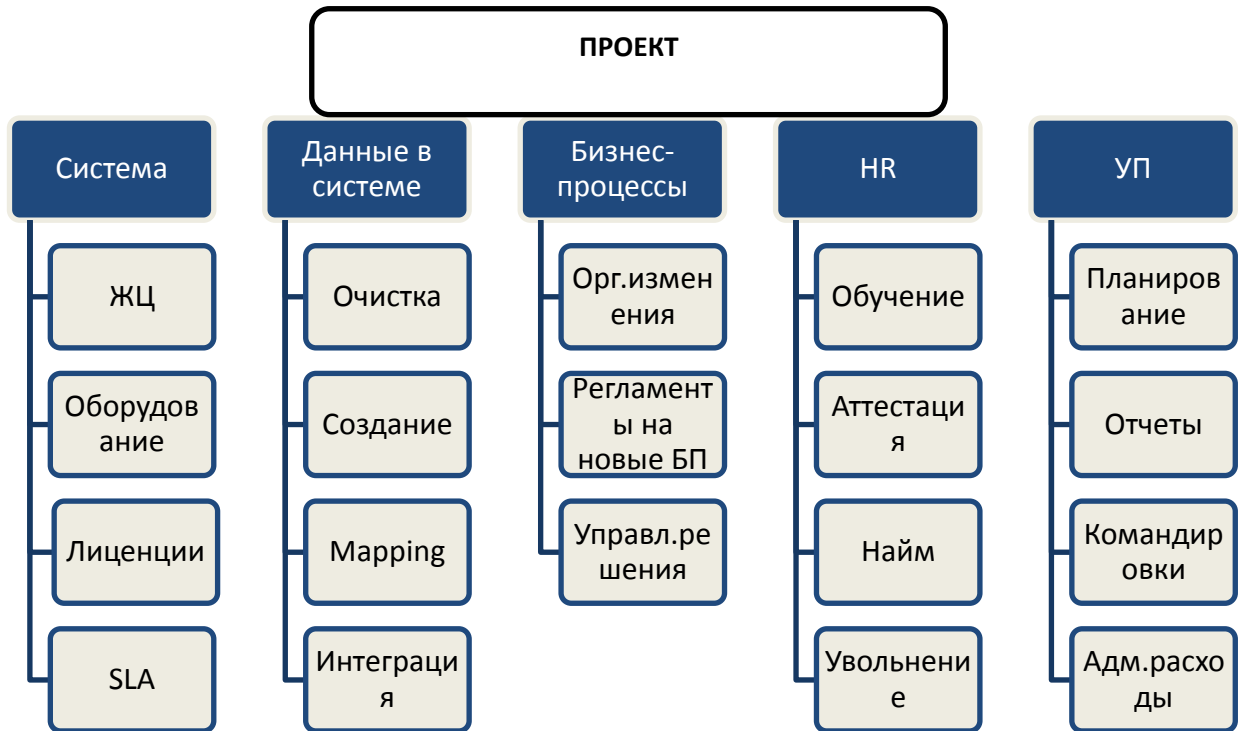 ПРОЕКТ
Система
ЖЦ
Оборудов
ание
Лиценции
SLA
Данные в
системе
Очистка
Создание
Mapping
Интеграци
я
Бизнес-
процессы
Орг.измен
ения
Регламент
ы на
новые БП
Управл.ре
шения
HR
Обучение
Аттестаци
я
Найм
Увольнени
е
УП
Планиров
ание
Отчеты
Командир
овки
Адм.расхо
ды